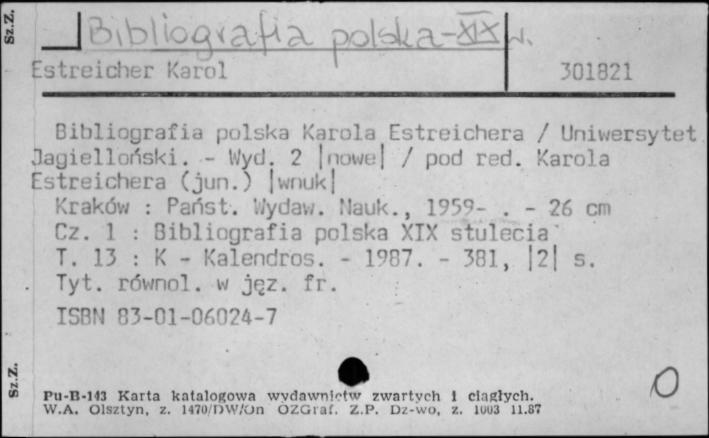 Sz.Z.
Bibliografia polska-XIX w.
Estreicher Karol 301821
Bibliografia polska Karola Estreichera / Uniwersytet
Jagielloński. - Wyd. 2 |nowe| / pod red. Karola
Estreichera (jun.) |wnuk|
Kraków : Państ. Wydaw. Nauk., 1959- . - 26 cm
Cz. 1 : Bibliografia polska XIX stulecia
T. 13 : K - Kalendros. - 1987. - 381, |2| s.
Tyt. równol. w jęz. fr.
ISBN 83-01-06024-7
Sz.Z.
Pu-B-143 Karta katalogowa wydawnictw zwartych i ciągłych.
W.A. Olsztyn, z. 1470/DW/Un OZGraf. Z.P. Dz-wo, z. 1003 11.87
O